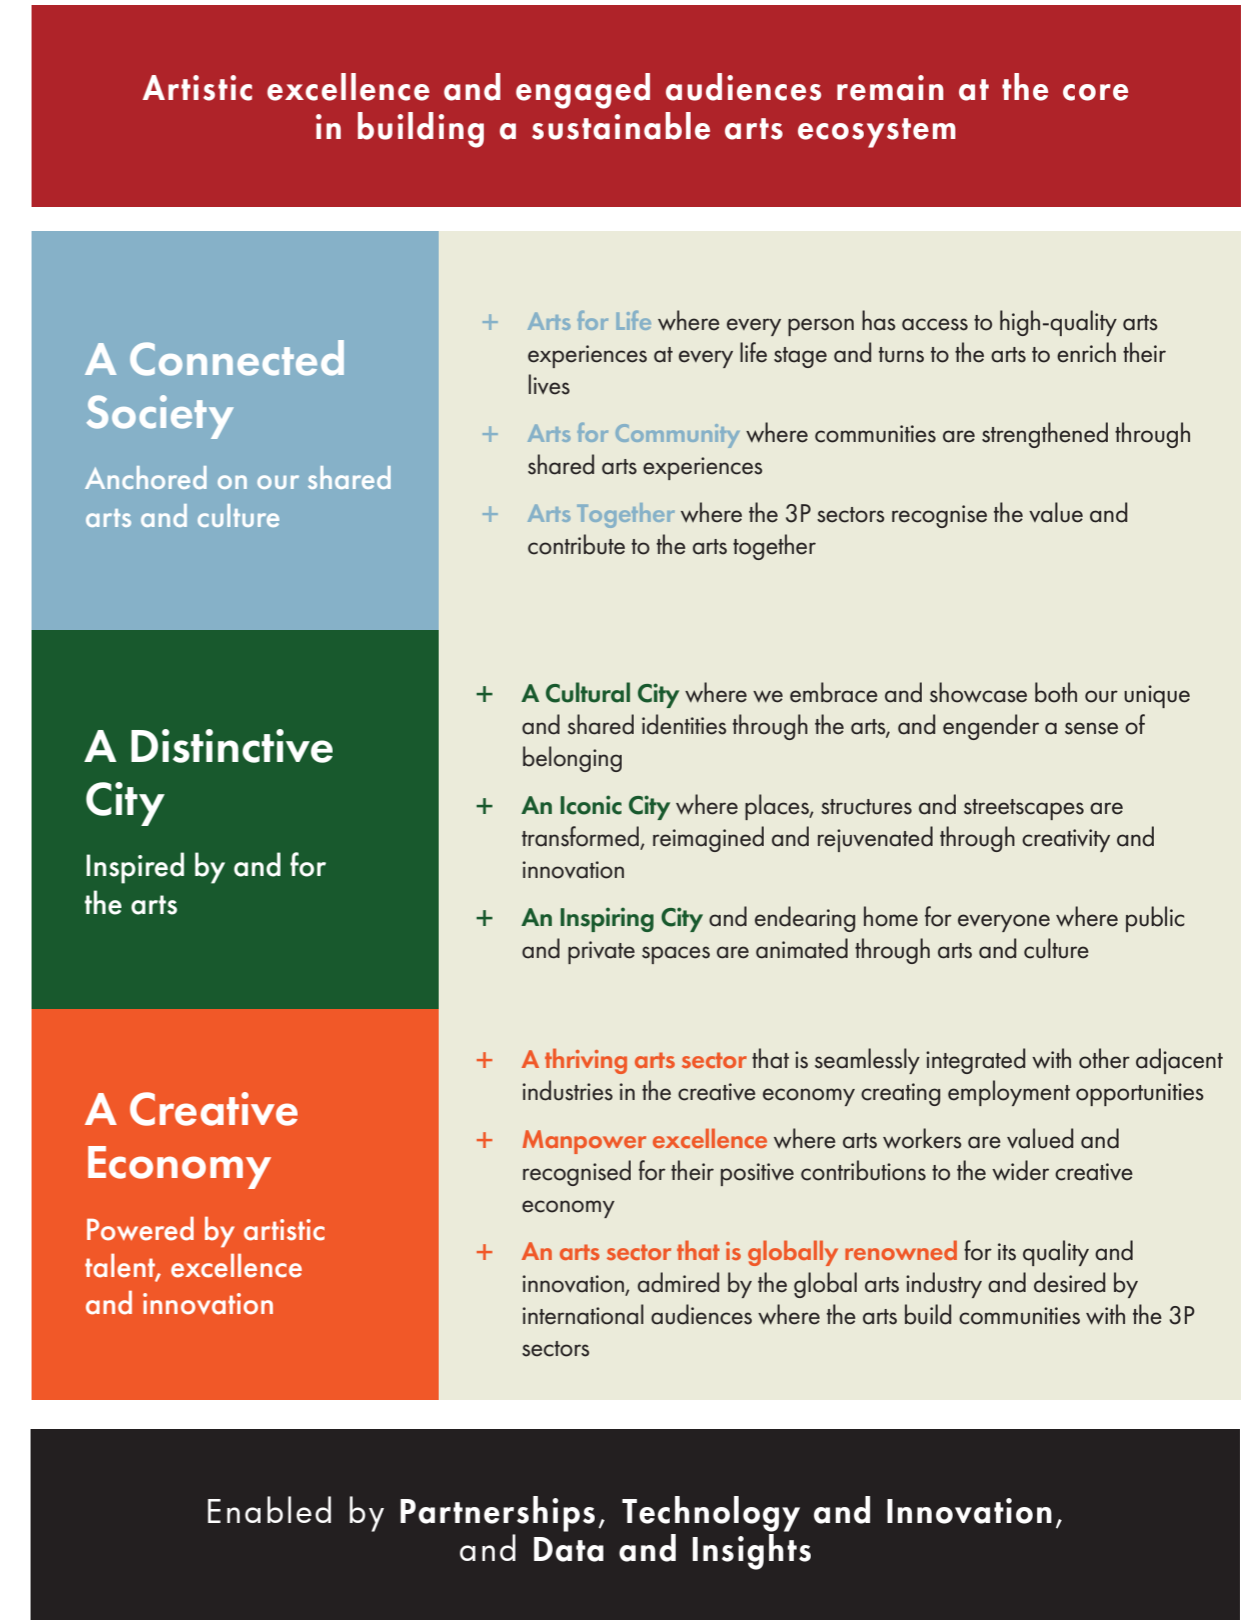 Artistic excellence and engaged audiences remain at the core
in building a sustainable arts ecosystem
A Connected
Society
Anchored on our shared
arts and culture
+ Arts for Life where every person has access to high-quality arts
experiences at every life stage and turns to the arts to enrich their
lives
+ Arts for Community where communities are strengthened through
shared arts experiences
+ Arts Together where the 3P sectors recognise the value and
contribute to the arts together
A Distinctive
City
Inspired by and for
the arts
+ A Cultural City where we embrace and showcase both our unique
and shared identities through the arts, and engender a sense of
belonging
+ An Iconic City where places, structures and streetscapes are
transformed, reimagined and rejuvenated through creativity and
innovation
+ An Inspiring City and endearing home for everyone where public
and private spaces are animated through arts and culture
A Creative
Economy
Powered by artistic
talent, excellence
and innovation
+ A thriving arts sector that is seamlessly integrated with other adjacent
industries in the creative economy creating employment opportunities
+ Manpower excellence where arts workers are valued and
recognised for their positive contributions to the wider creative
economy
+ An arts sector that is globally renowned for its quality and
innovation, admired by the global arts industry and desired by
international audiences where the arts build communities with the 3P
sectors
Enabled by Partnerships, Technology and Innovation,
and Data and Insights